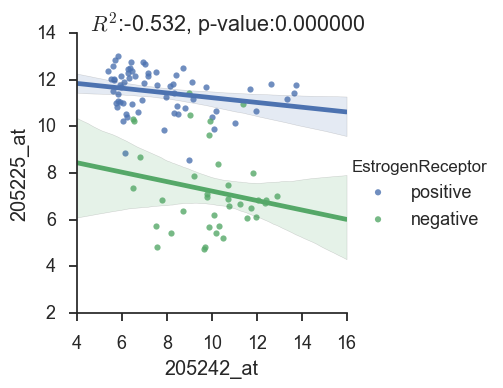 R²:-0.532, p-value:0.000000
14
12
10
8
6
4
2
205225_at
4 6 8 10 12 14 16
205242_at
EstrogenReceptor
positive
negative